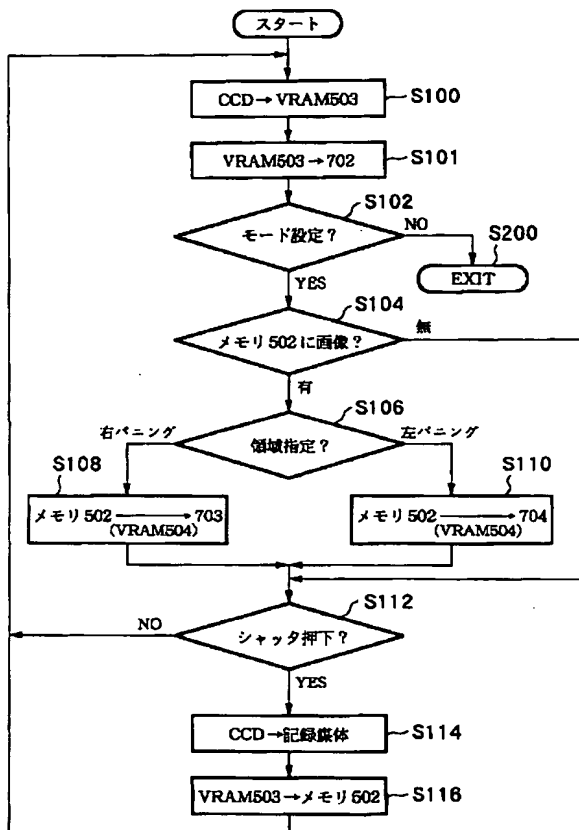 スタート
CCD→VRAM503
S100
VRAM503→702
S101
S102
モード設定?
NO
S200
EXIT
YES
S104
メモリ502に画像?
無
有
S106
右パニング
領域指定?
左パニング
S108
メモリ502→703
(VRAM504)
S110
メモリ502→704
(VRAM504)
S112
NO
シャッタ押下?
YES
CCD→記録媒体
S114
VRAM503→メモリ502
S116